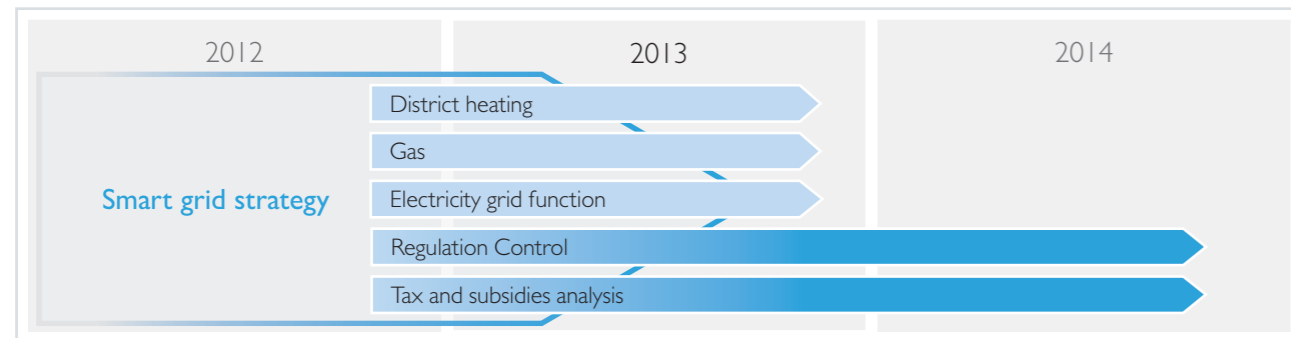 2012
2013
2014
District heating
Gas
Smart grid strategy
Electricity grid function
Regulation Control
Tax and subsidies analysis